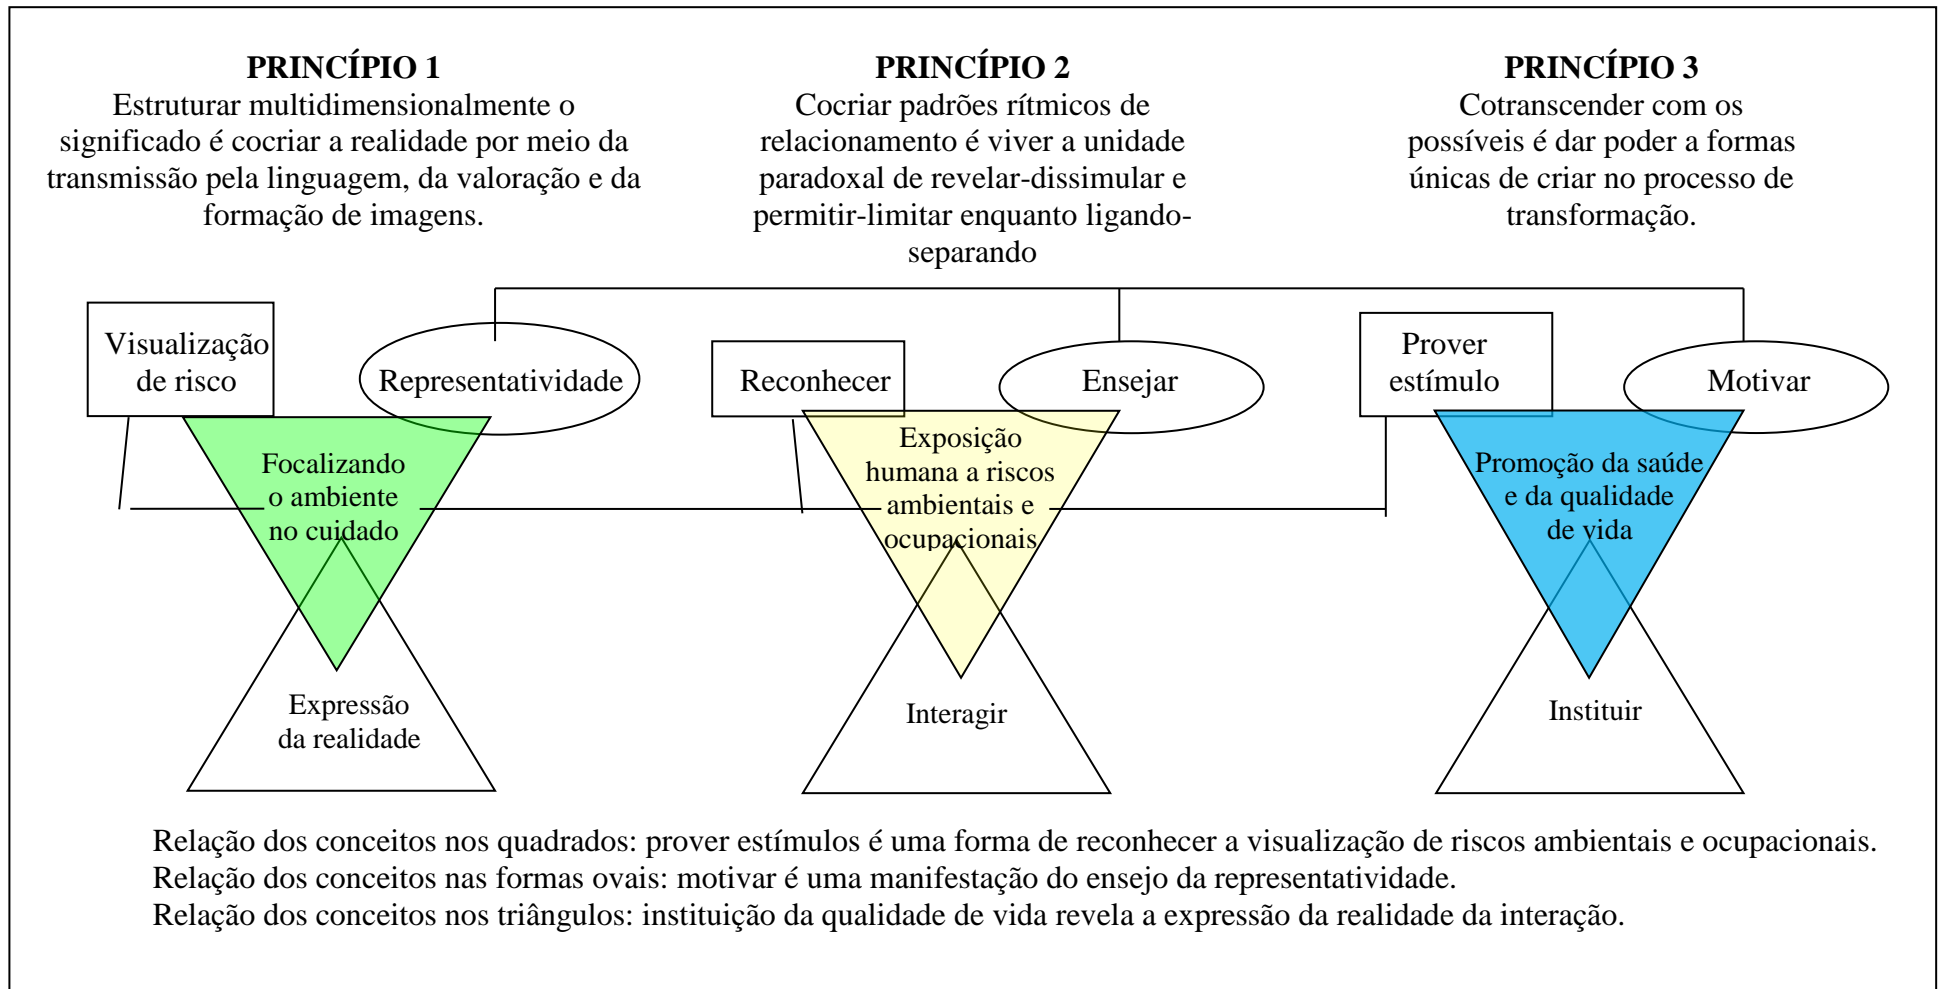 PRINCÍPIO 1
Estruturar multidimensionalmente o
significado é cocriar a realidade por meio da
transmissão pela linguagem, da valoração e da
formação de imagens.
PRINCÍPIO 2
Cocriar padrões rítmicos de
relacionamento é viver a unidade
paradoxal de revelar-dissimular e
permitir-limitar enquanto ligando-
separando
PRINCÍPIO 3
Cotranscender com os
possíveis é dar poder a formas
únicas de criar no processo de
transformação.
Visualização
de risco
Representatividade
Reconhecer
Ensejar
Prover
estímulo
Motivar
Focalizando
o ambiente
no cuidado
Exposição
humana a riscos
ambientais e
ocupacionais
Promoção da saúde
e da qualidade
de vida
Expressão
da realidade
Interagir
Instituir
Relação dos conceitos nos quadrados: prover estímulos é uma forma de reconhecer a visualização de riscos ambientais e ocupacionais.
Relação dos conceitos nas formas ovais: motivar é uma manifestação do ensejo da representatividade.
Relação dos conceitos nos triângulos: instituição da qualidade de vida revela a expressão da realidade da interação.